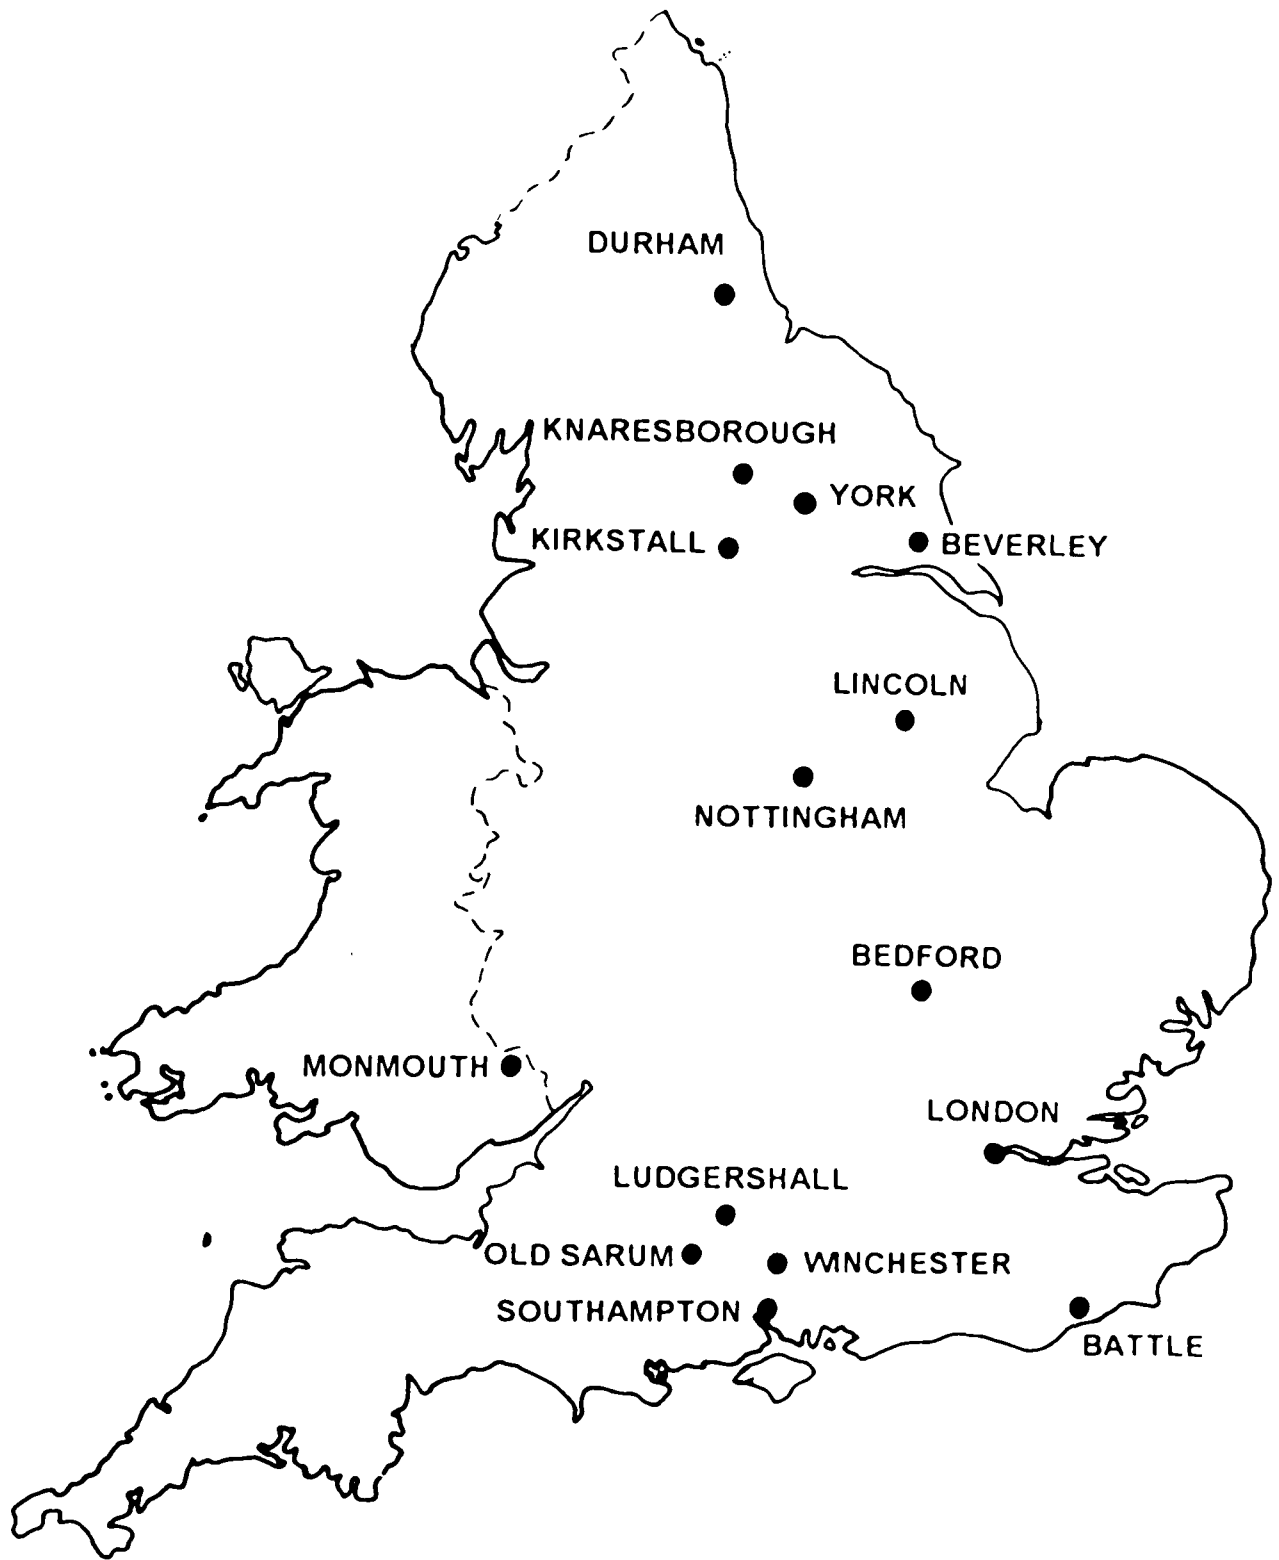 DURHAM
KNARESBOROUGH
YORK
KIRKSTALL
BEVERLEY
LINCOLN
NOTTINGHAM
BEDFORD
MONMOUTH
LONDON
LUDGERSHALL
OLD SARUM
WINCHESTER
SOUTHAMPTON
BATTLE